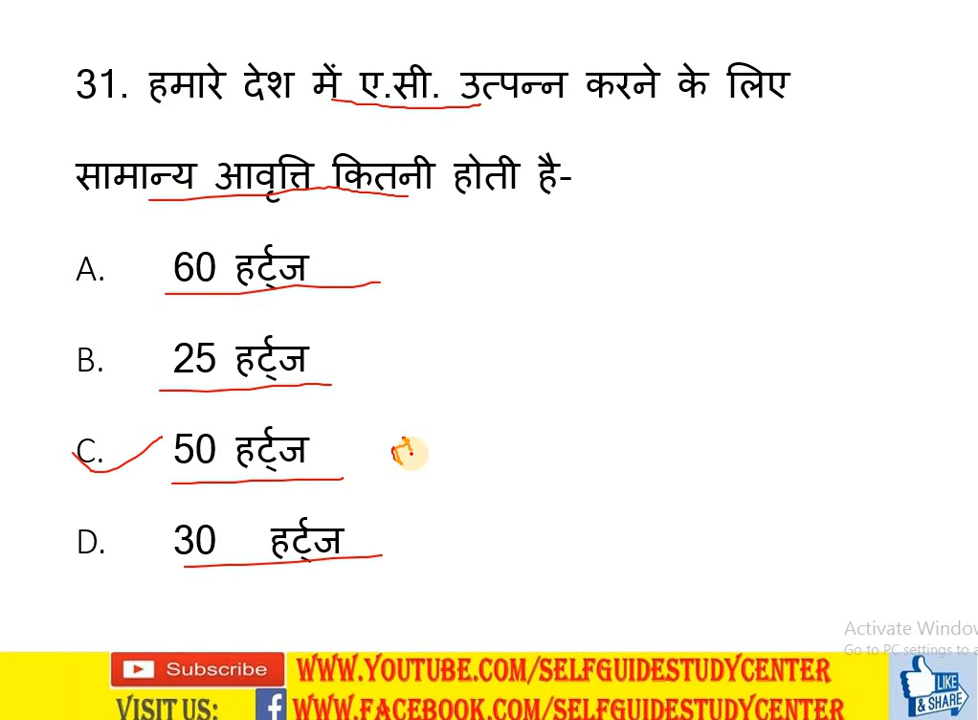 31. हमारे देश में ए.सी. उत्पन्न करने के लिए
सामान्य आवृत्ति कितनी होती है-
A. 60 हर्ट्ज
B. 25 हर्ट्ज
C. 50 हर्ट्ज
D. 30 हर्ट्ज
Activate Window
Go to PC settings to a
Subscribe WWW.YOUTUBE.COM/SELFGUIDESTUDYCENTER
VISIT US: f WWW.FACEBOOK.COM/SELFGUIDESTUDYCENTER
LIKE
& SHARE